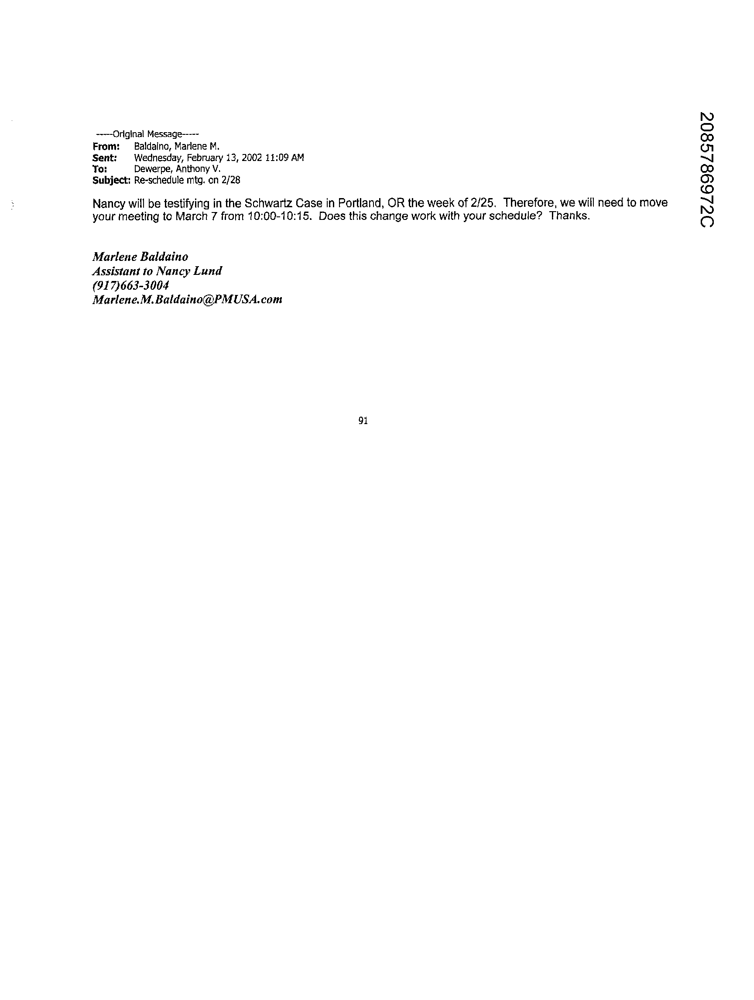 -----Original Message-----
From: Baldaino, Marlene M.
Sent: Wednesday, February 13, 2002 11:09 AM
To: Dewerpe, Anthony V.
Subject: Re-schedule mtg. on 2/28
Nancy will be testifying in the Schwartz Case in Portland, OR the week of 2/25. Therefore, we will need to move
your meeting to March 7 from 10:00-10:15. Does this change work with your schedule? Thanks.
Marlene Baldaino
Assistant to Nancy Lund
(917)663-3004
Marlene.M.Baldaino@PMUSA.com
91
2085786972C